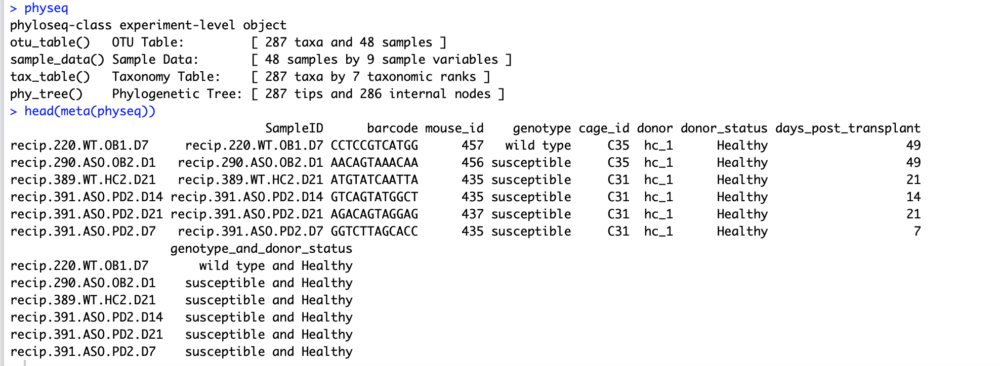 > physeq
phyloseq-class experiment-level object
otu_table()   OTU Table:         [ 287 taxa and 48 samples ]
sample_data() Sample Data:       [ 48 samples by 9 sample variables ]
tax_table()   Taxonomy Table:    [ 287 taxa by 7 taxonomic ranks ]
phy_tree()    Phylogenetic Tree: [ 287 tips and 286 internal nodes ]
> head(meta(physeq))
                                   SampleID      barcode mouse_id    genotype cage_id donor donor_status days_post_transplant
recip.220.WT.OB1.D7     recip.220.WT.OB1.D7 CCTCCGTCATGG      457   wild type     C35  hc_1      Healthy                   49
recip.290.ASO.OB2.D1   recip.290.ASO.OB2.D1 AACAGTAAACAA      456 susceptible     C35  hc_1      Healthy                   49
recip.389.WT.HC2.D21   recip.389.WT.HC2.D21 ATGTATCAATTA      435 susceptible     C31  hc_1      Healthy                   21
recip.391.ASO.PD2.D14 recip.391.ASO.PD2.D14 GTCAGTATGGCT      435 susceptible     C31  hc_1      Healthy                   14
recip.391.ASO.PD2.D21 recip.391.ASO.PD2.D21 AGACAGTAGGAG      437 susceptible     C31  hc_1      Healthy                   21
recip.391.ASO.PD2.D7   recip.391.ASO.PD2.D7 GGTCTTAGCACC      435 susceptible     C31  hc_1      Healthy                    7
                      genotype_and_donor_status
recip.220.WT.OB1.D7       wild type and Healthy
recip.290.ASO.OB2.D1    susceptible and Healthy
recip.389.WT.HC2.D21    susceptible and Healthy
recip.391.ASO.PD2.D14   susceptible and Healthy
recip.391.ASO.PD2.D21   susceptible and Healthy
recip.391.ASO.PD2.D7    susceptible and Healthy